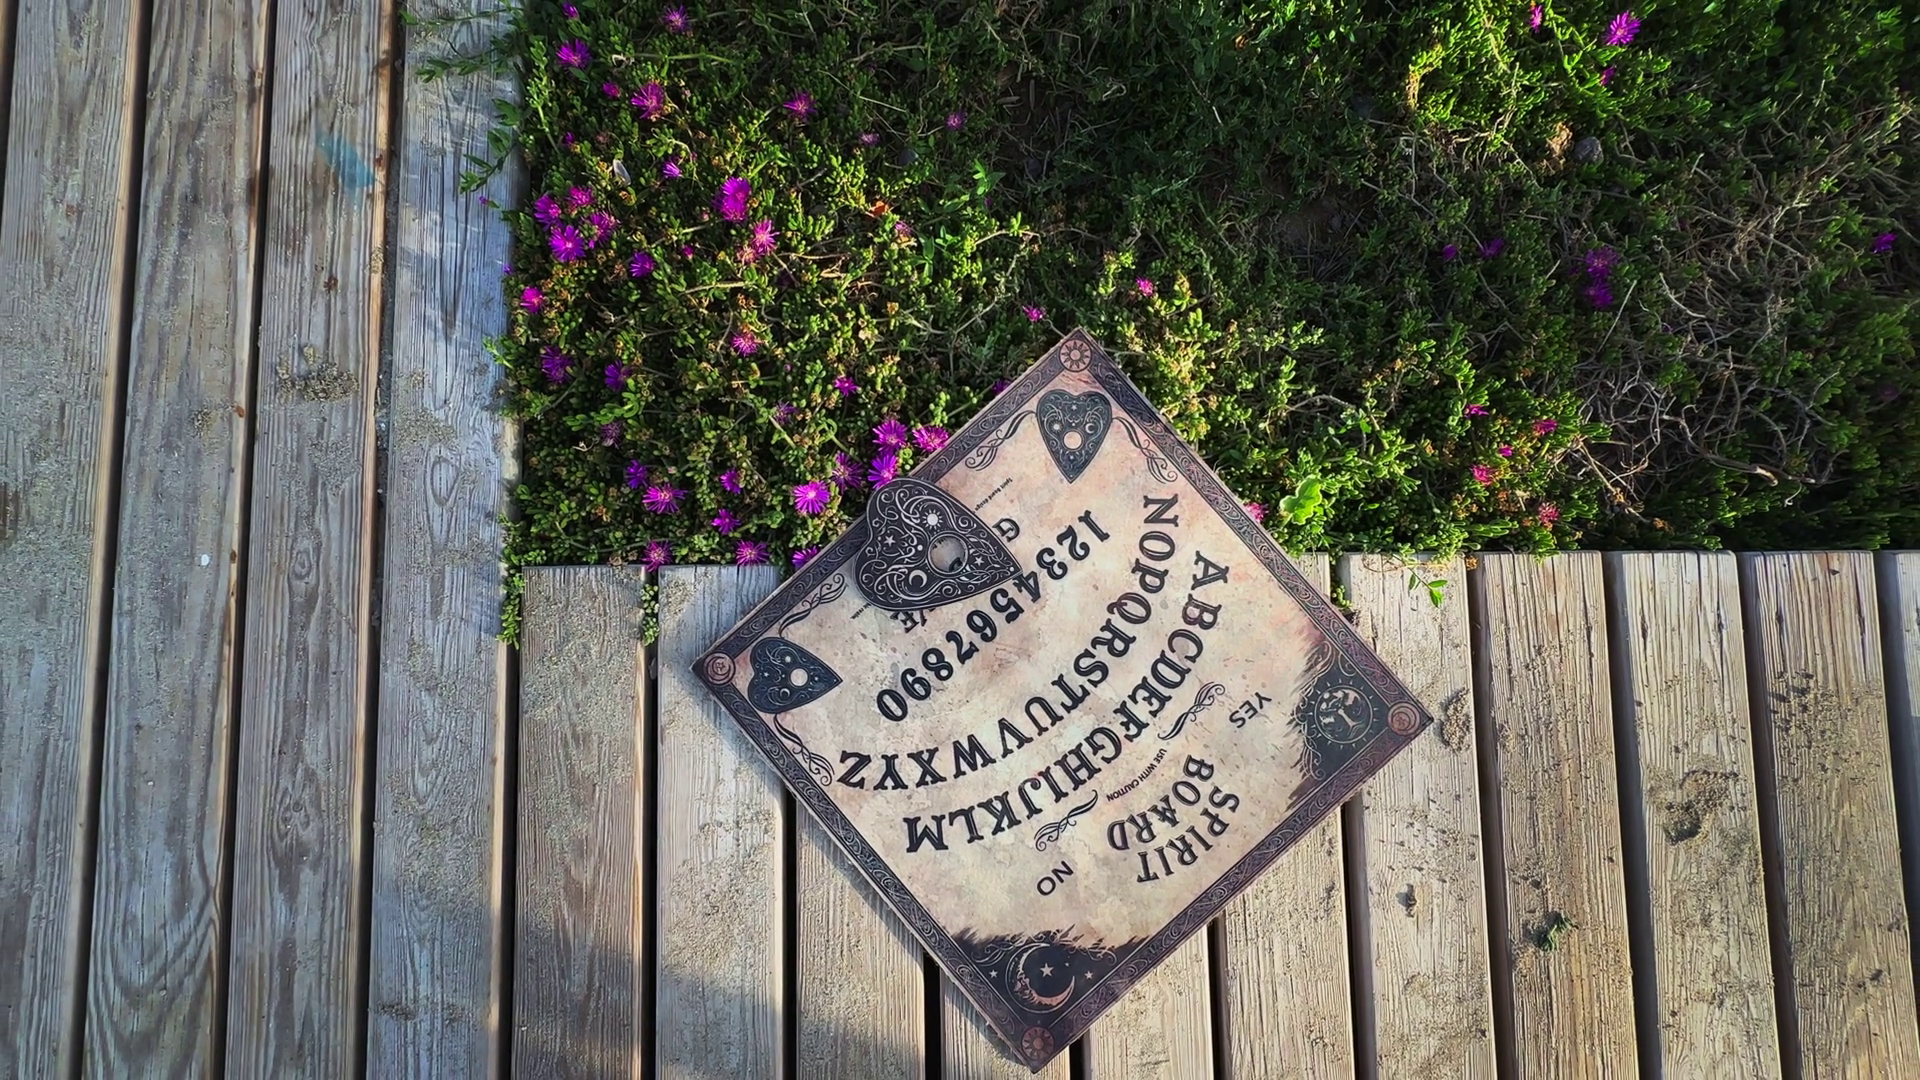 SPIRIT
BOARD
YES
NO
USE WITH CAUTION
ABCDEFGHIJKLM
NOPQRSTUVWXYZ
1234567890